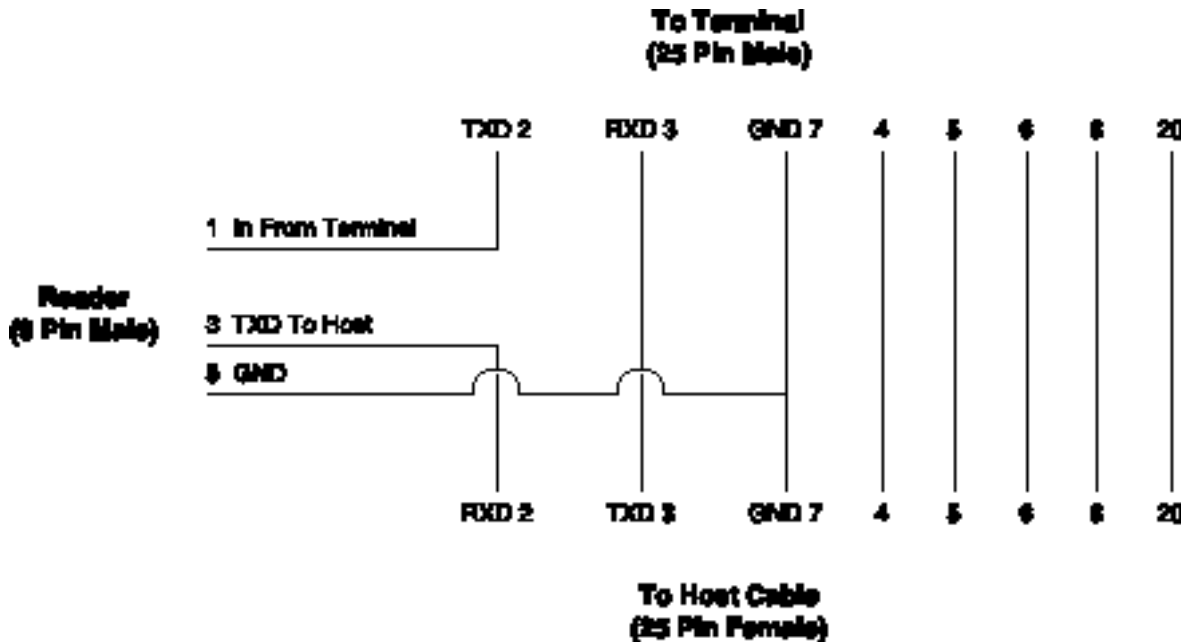 To Terminal
(25 Pin Male)
TXD 2 RXD 3 GND 7 4 5 6 8 20
1 In From Terminal
Reader
(9 Pin Male)
3 TXD To Host
5 GND
RXD 2 TXD 3 GND 7 4 5 6 8 20
To Host Cable
(25 Pin Female)